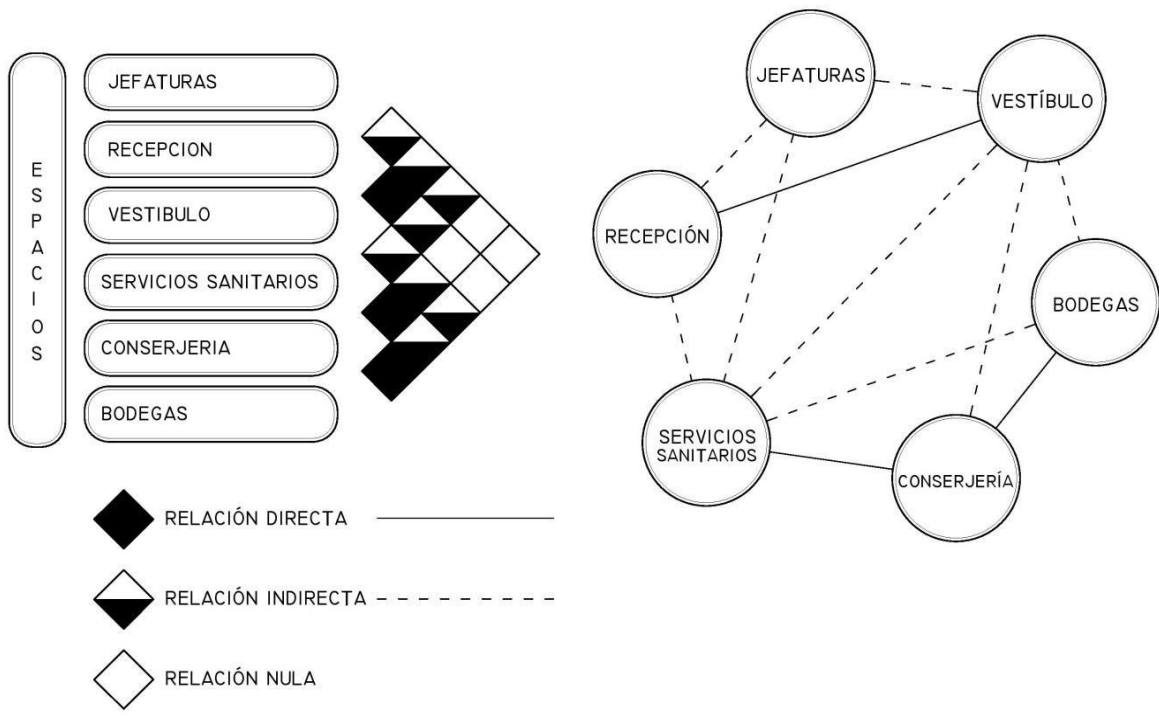 ESPACIOS
JEFATURAS
RECEPCION
VESTIBULO
SERVICIOS SANITARIOS
CONSERJERIA
BODEGAS
RELACIÓN DIRECTA
RELACIÓN INDIRECTA
RELACIÓN NULA
JEFATURAS
VESTÍBULO
RECEPCIÓN
BODEGAS
SERVICIOS
SANITARIOS
CONSERJERÍA